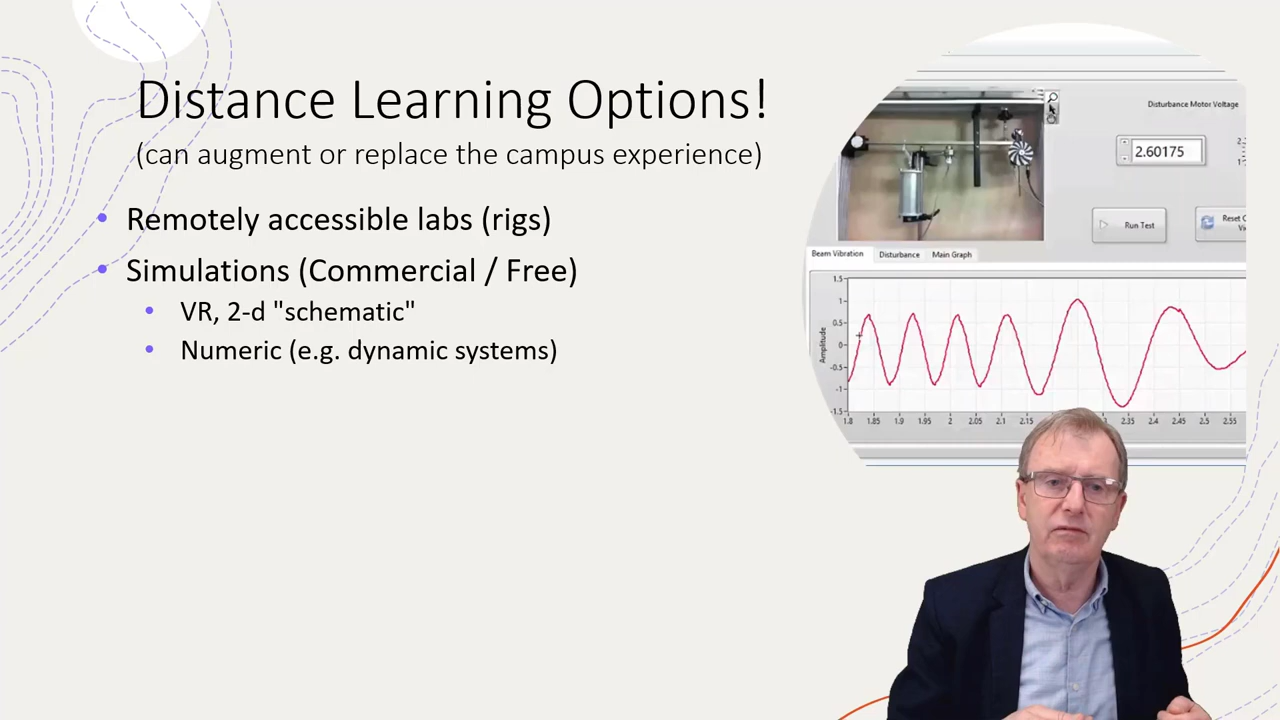 Distance Learning Options!
(can augment or replace the campus experience)
• Remotely accessible labs (rigs)
• Simulations (Commercial / Free)
• VR, 2-d "schematic"
• Numeric (e.g. dynamic systems)
Disturbance Motor Voltage
2.60175
Run Test
Reset
Beam Vibration Disturbance Main Graph
Amplitude
1.5
1
0.5
0
-0.5
-1
-1.5
1.8 1.85 1.9 1.95 2 2.05 2.1 2.15 2.35 2.4 2.45 2.5 2.55